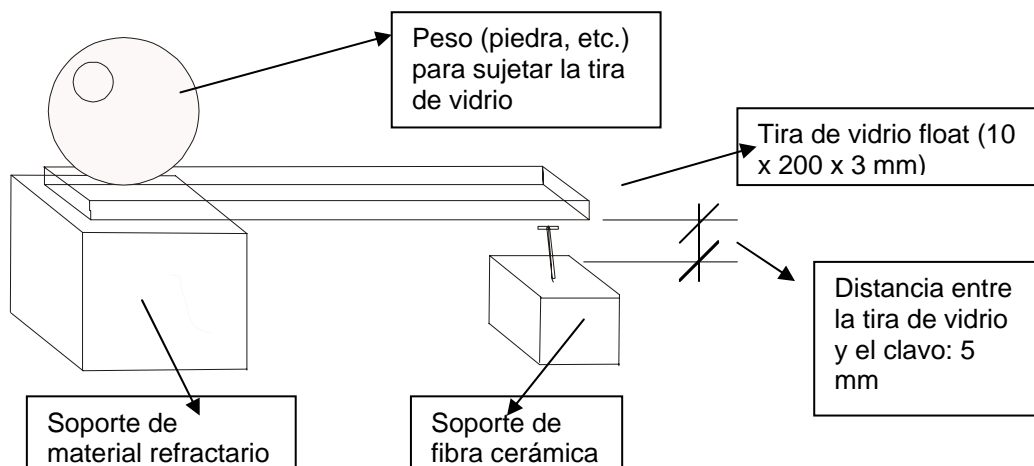 Peso (piedra, etc.)
para sujetar la tira
de vidrio
Tira de vidrio float (10
x 200 x 3 mm)
Distancia entre
la tira de vidrio
y el clavo: 5
mm
Soporte de
material refractario
Soporte de
fibra cerámica